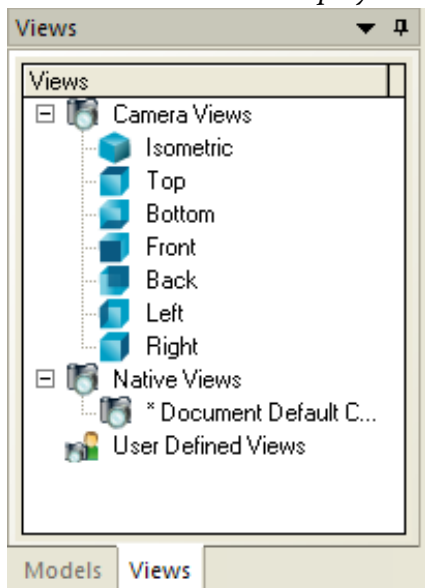 Views
Views
Camera Views
Isometric
Top
Bottom
Front
Back
Left
Right
Native Views
* Document Default C...
User Defined Views
Models Views